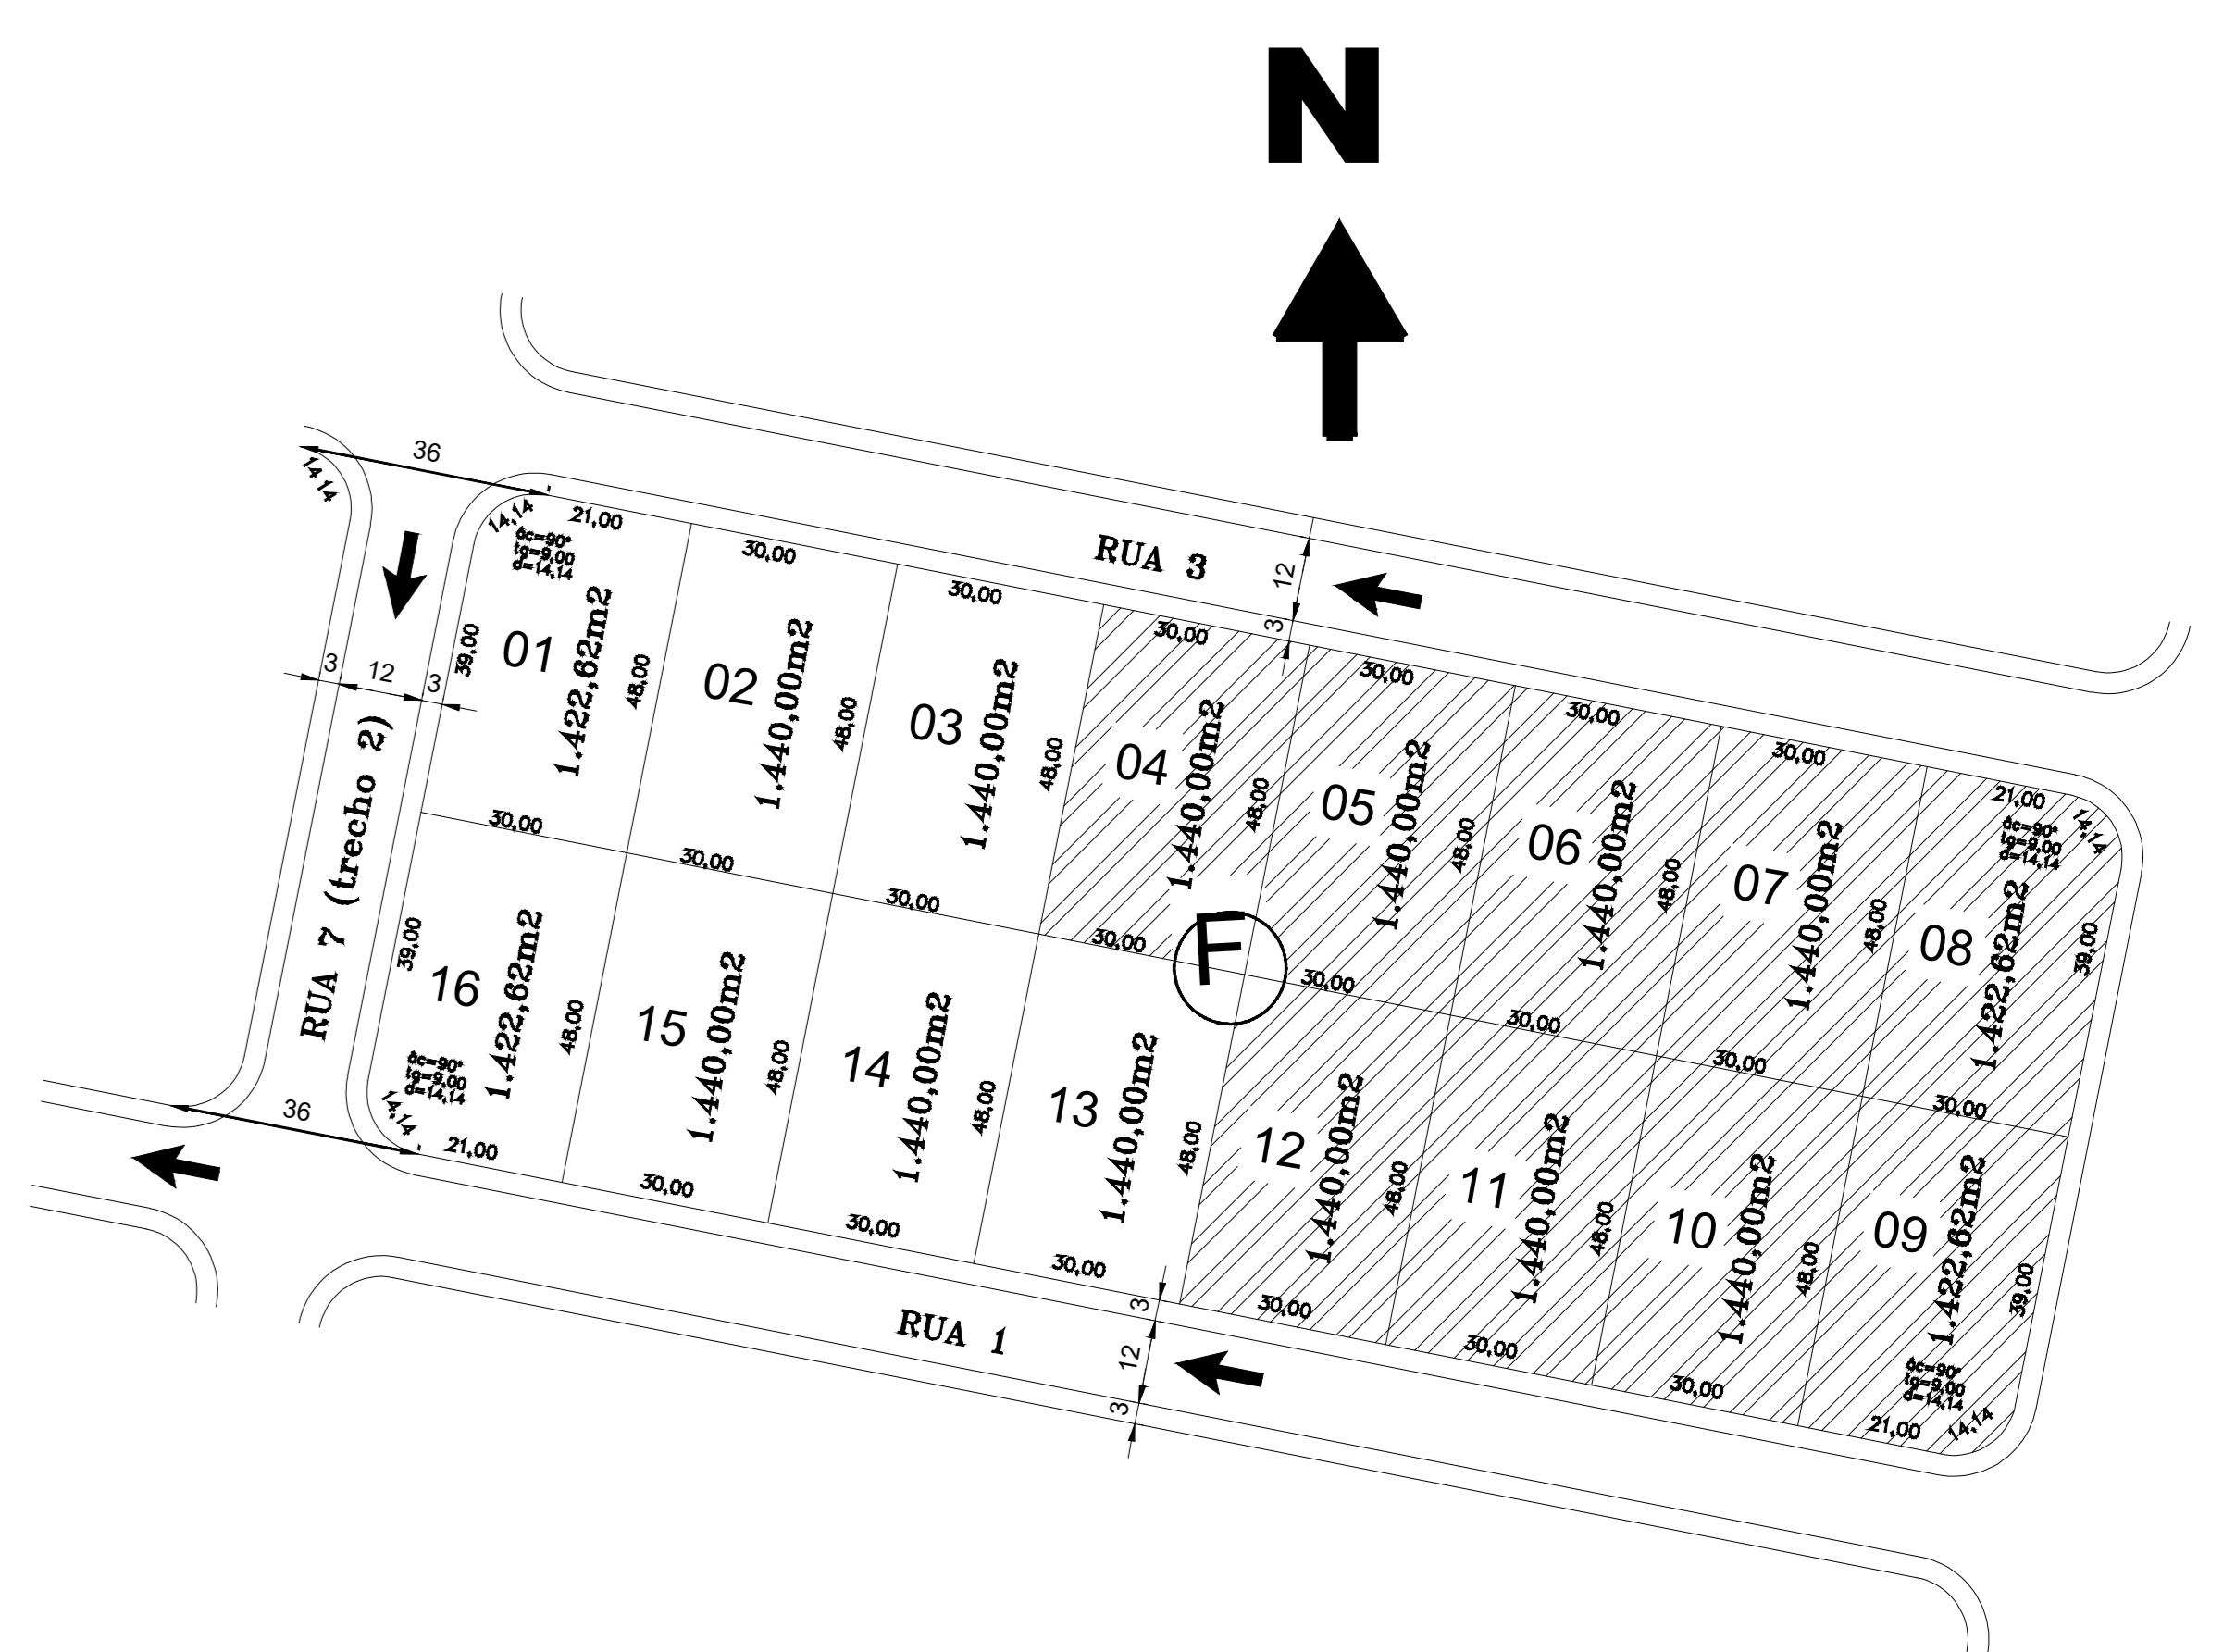 N
36
14,14
14,14
21,00
ác=90°
tg=9,00
d=14,14
30,00
30,00
RUA 3
12
3
30,00
30,00
30,00
30,00
21,00
14,14
ác=90°
tg=9,00
d=14,14
3
12
3
39,00
01
1.422,62m2
48,00
02
1.440,00m2
48,00
03
1.440,00m2
48,00
04
1.440,00m2
48,00
05
1.440,00m2
48,00
06
1.440,00m2
48,00
07
1.440,00m2
48,00
08
1.422,62m2
39,00
RUA 7 (trecho 2)
30,00
30,00
30,00
30,00
F
30,00
30,00
30,00
30,00
39,00
16
1.422,62m2
48,00
15
1.440,00m2
48,00
14
1.440,00m2
48,00
13
1.440,00m2
48,00
12
1.440,00m2
48,00
11
1.440,00m2
48,00
10
1.440,00m2
48,00
09
1.422,62m2
39,00
ác=90°
tg=9,00
d=14,14
14,14
36
21,00
30,00
30,00
30,00
30,00
30,00
30,00
21,00
14,14
ác=90°
tg=9,00
d=14,14
RUA 1
3
12
3